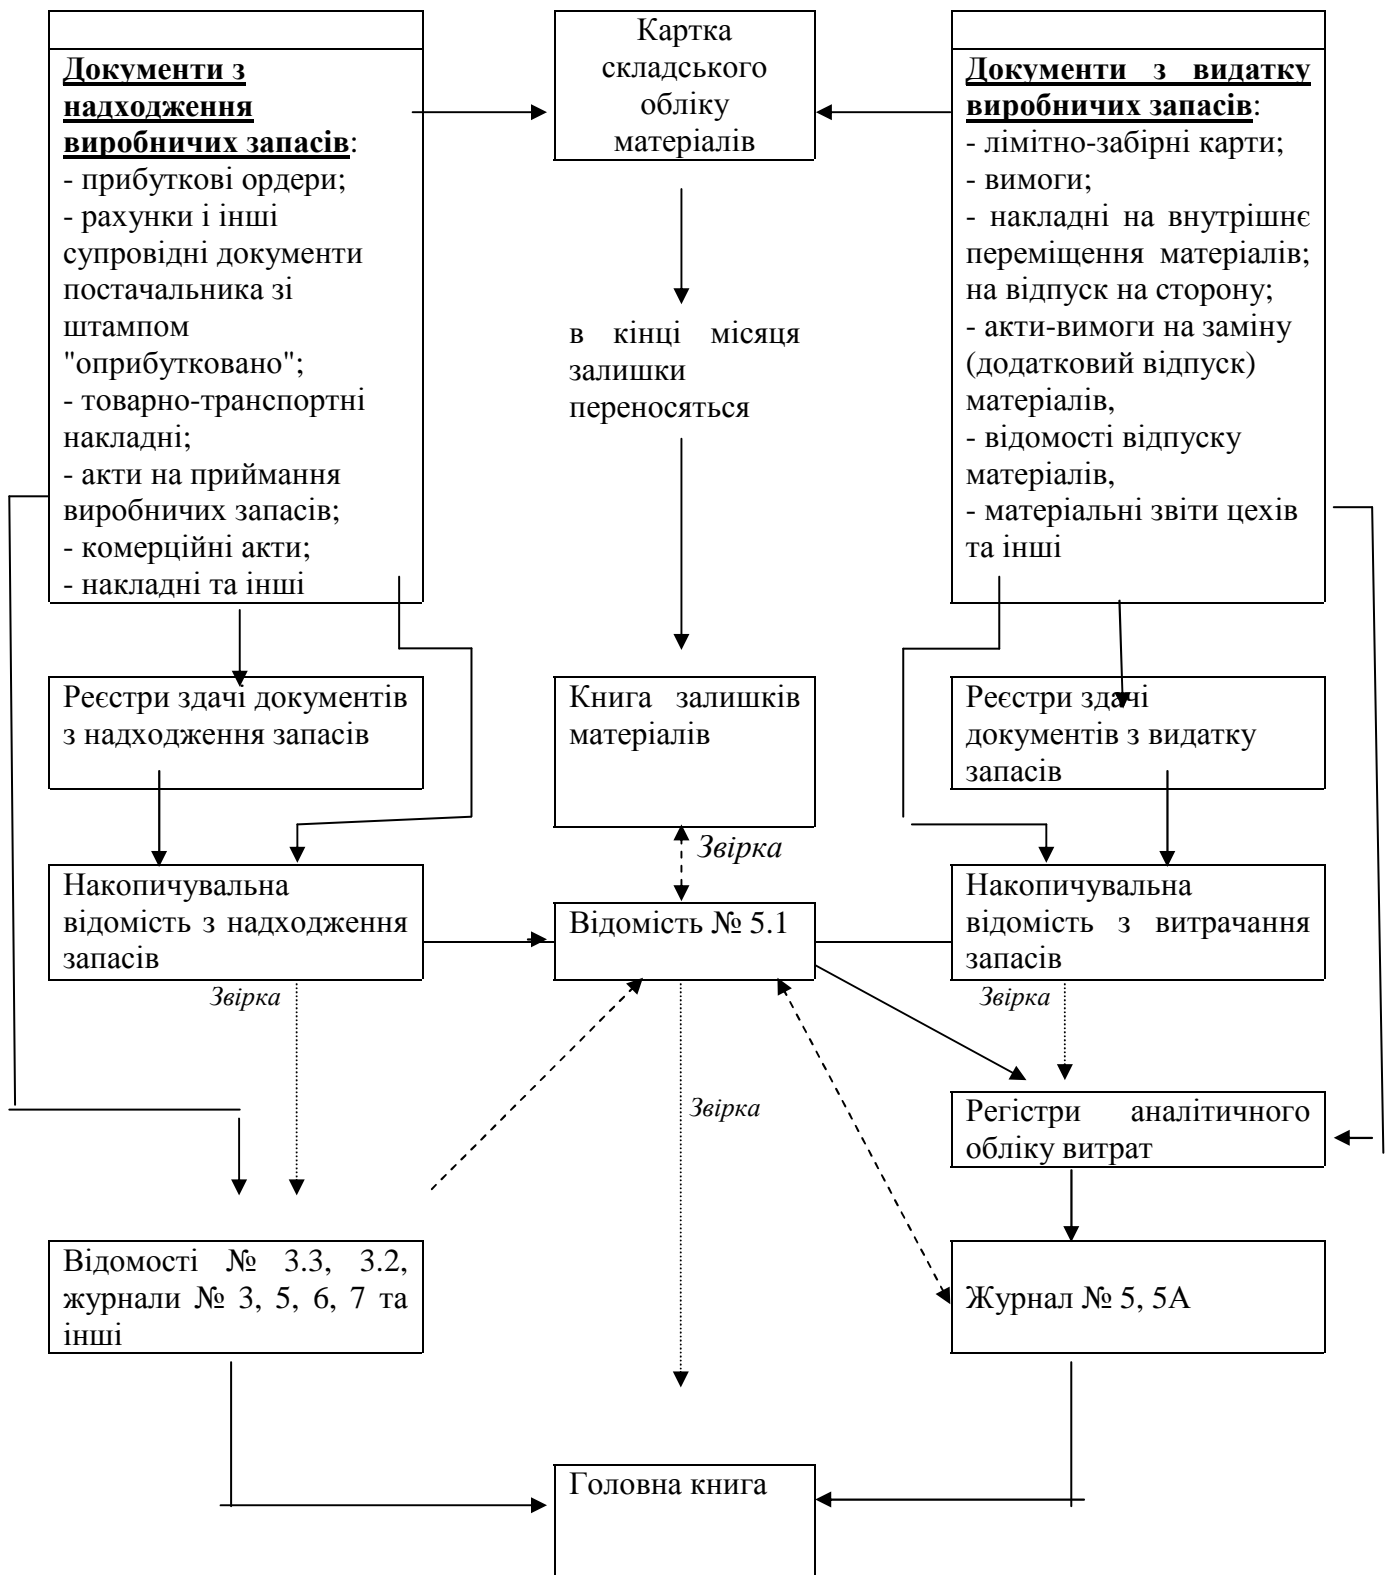 Картка
складського
обліку
матеріалів
Документи з
надходження
виробничих запасів:
- прибуткові ордери;
- рахунки і інші
супровідні документи
постачальника зі
штампом
"оприбутковано";
- товарно-транспортні
накладні;
- акти на приймання
виробничих запасів;
- комерційні акти;
- накладні та інші
в кінці місяця
залишки
переносяться
Документи з видатку
виробничих запасів:
- лімітно-забірні карти;
- вимоги;
- накладні на внутрішнє
переміщення матеріалів;
на відпуск на сторону;
- акти-вимоги на заміну
(додатковий відпуск)
матеріалів,
- відомості відпуску
матеріалів,
- матеріальні звіти цехів
та інші
Реєстри здачі документів
з надходження запасів
Книга залишків
матеріалів
Реєстри здачі
документів з видатку
запасів
Звірка
Накопичувальна
відомість з надходження
запасів
Відомість № 5.1
Накопичувальна
відомість з витрачання
запасів
Звірка
Звірка
Звірка
Регістри аналітичного
обліку витрат
Відомості № 3.3, 3.2,
журнали № 3, 5, 6, 7 та
інші
Журнал № 5, 5А
Головна книга